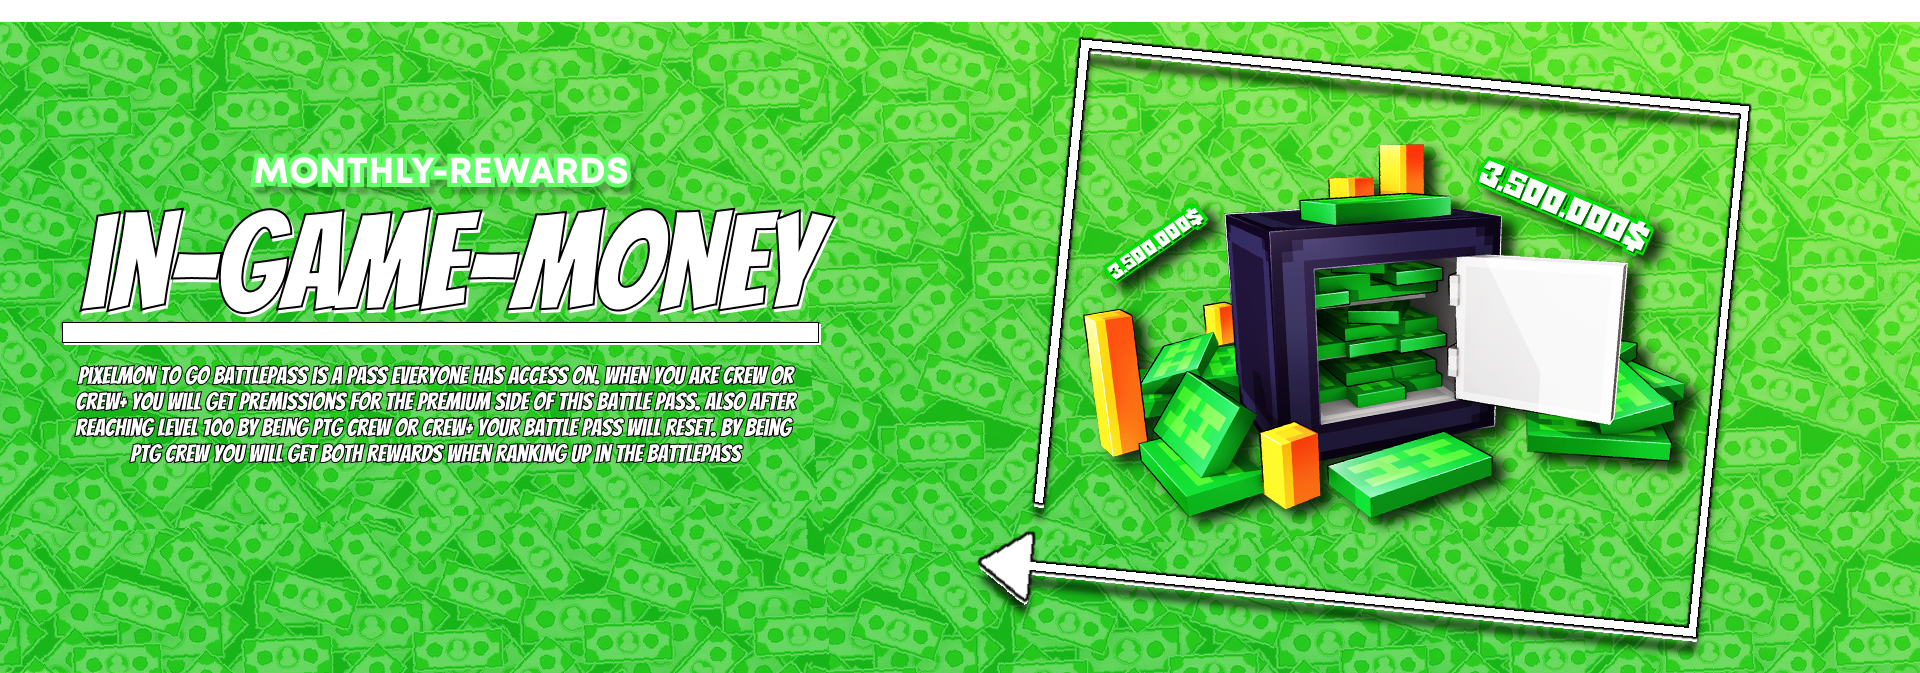 MONTHLY-REWARDS
IN-GAME-MONEY
PIXELMON TO GO BATTLEPASS IS A PASS EVERYONE HAS ACCESS ON. WHEN YOU ARE CREW OR
CREW+ YOU WILL GET PREMISSIONS FOR THE PREMIUM SIDE OF THIS BATTLE PASS. ALSO AFTER
REACHING LEVEL 100 BY BEING PTG CREW OR CREW+ YOUR BATTLE PASS WILL RESET. BY BEING
PTG CREW YOU WILL GET BOTH REWARDS WHEN RANKING UP IN THE BATTLEPASS
3.500.000$
3.500.000$